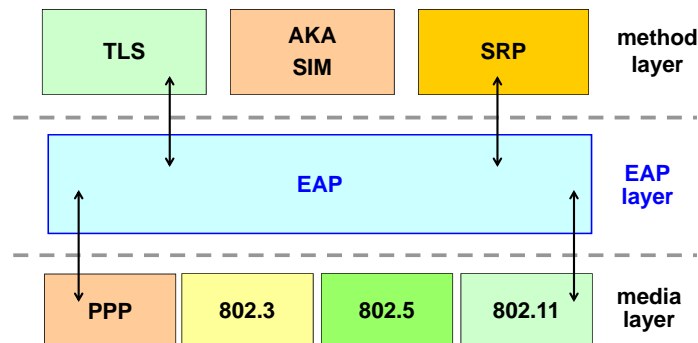 TLS
AKA
SIM
SRP
method
layer
EAP
EAP
layer
PPP
802.3
802.5
802.11
media
layer